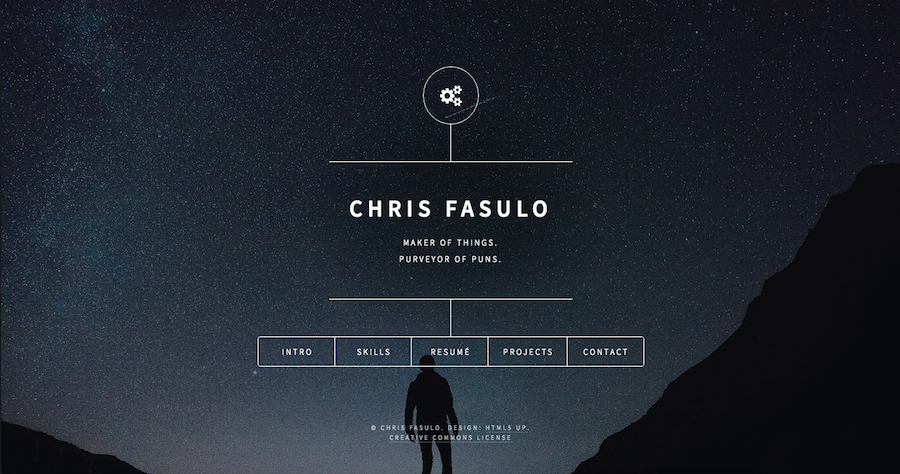 CHRIS FASULO
MAKER OF THINGS.
PURVEYOR OF PUNS.
INTRO SKILLS RESUMÉ PROJECTS CONTACT
© CHRIS FASULO. DESIGN: HTML5 UP.
CREATIVE COMMONS LICENSE